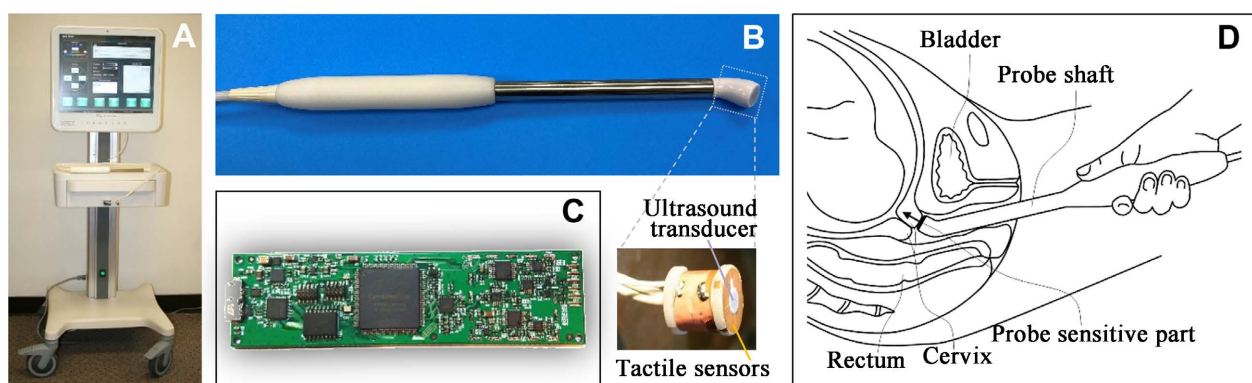 A
B
Ultrasound
transducer
Tactile sensors
C
D
Bladder
Probe shaft
Probe sensitive part
Rectum
Cervix